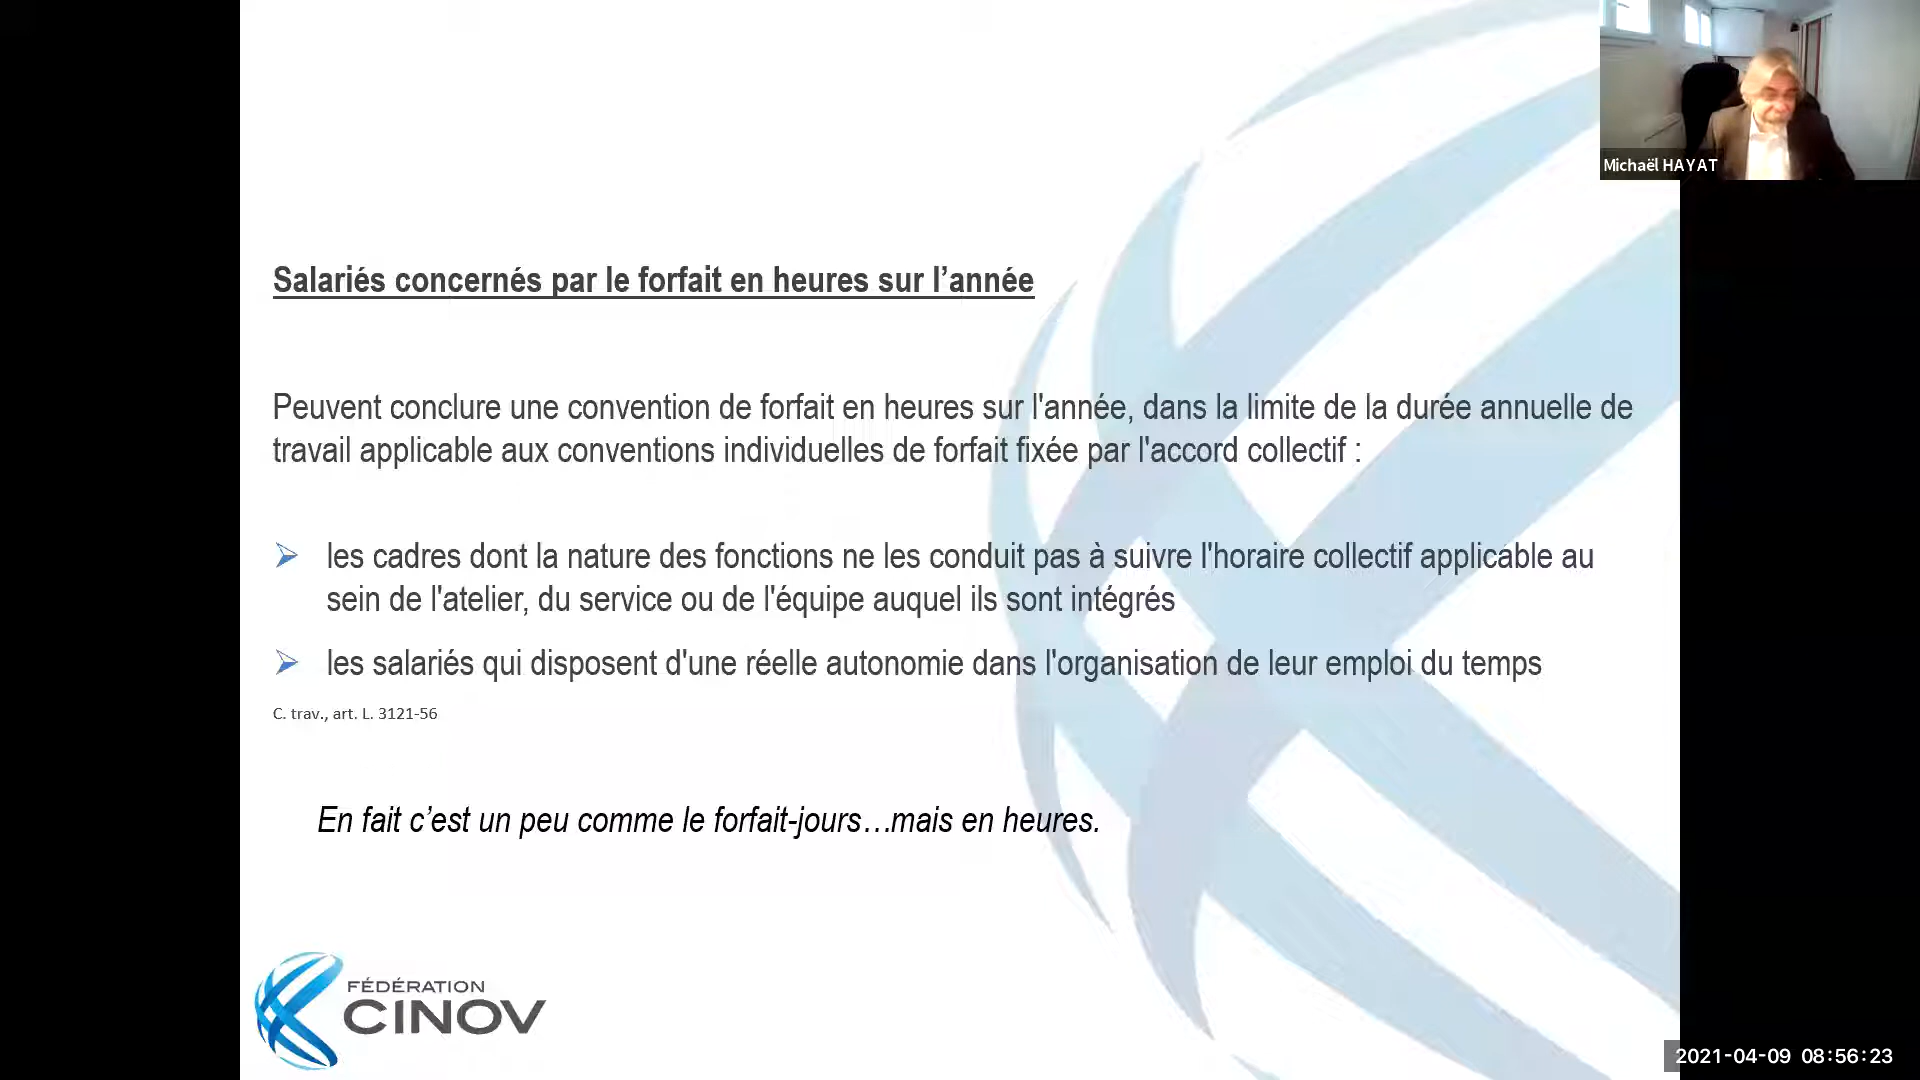 Michaël HAYAT
Salariés concernés par le forfait en heures sur l’année
Peuvent conclure une convention de forfait en heures sur l'année, dans la limite de la durée annuelle de
travail applicable aux conventions individuelles de forfait fixée par l'accord collectif :
les cadres dont la nature des fonctions ne les conduit pas à suivre l'horaire collectif applicable au
sein de l'atelier, du service ou de l'équipe auquel ils sont intégrés
les salariés qui disposent d'une réelle autonomie dans l'organisation de leur emploi du temps
C. trav., art. L. 3121-56
En fait c’est un peu comme le forfait-jours…mais en heures.
FÉDÉRATION
CINOV
2021-04-09 08:56:23